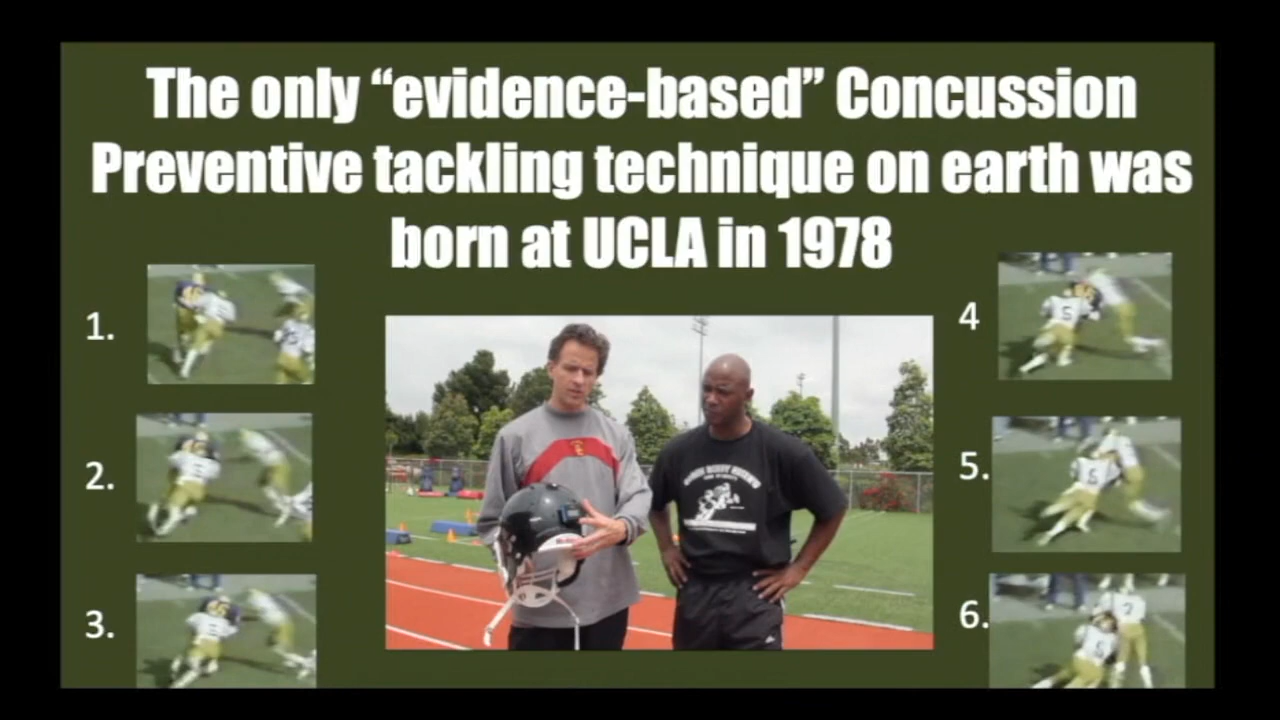 The only “evidence-based” Concussion
Preventive tackling technique on earth was
born at UCLA in 1978
1.
2.
3.
4
5.
6.
5